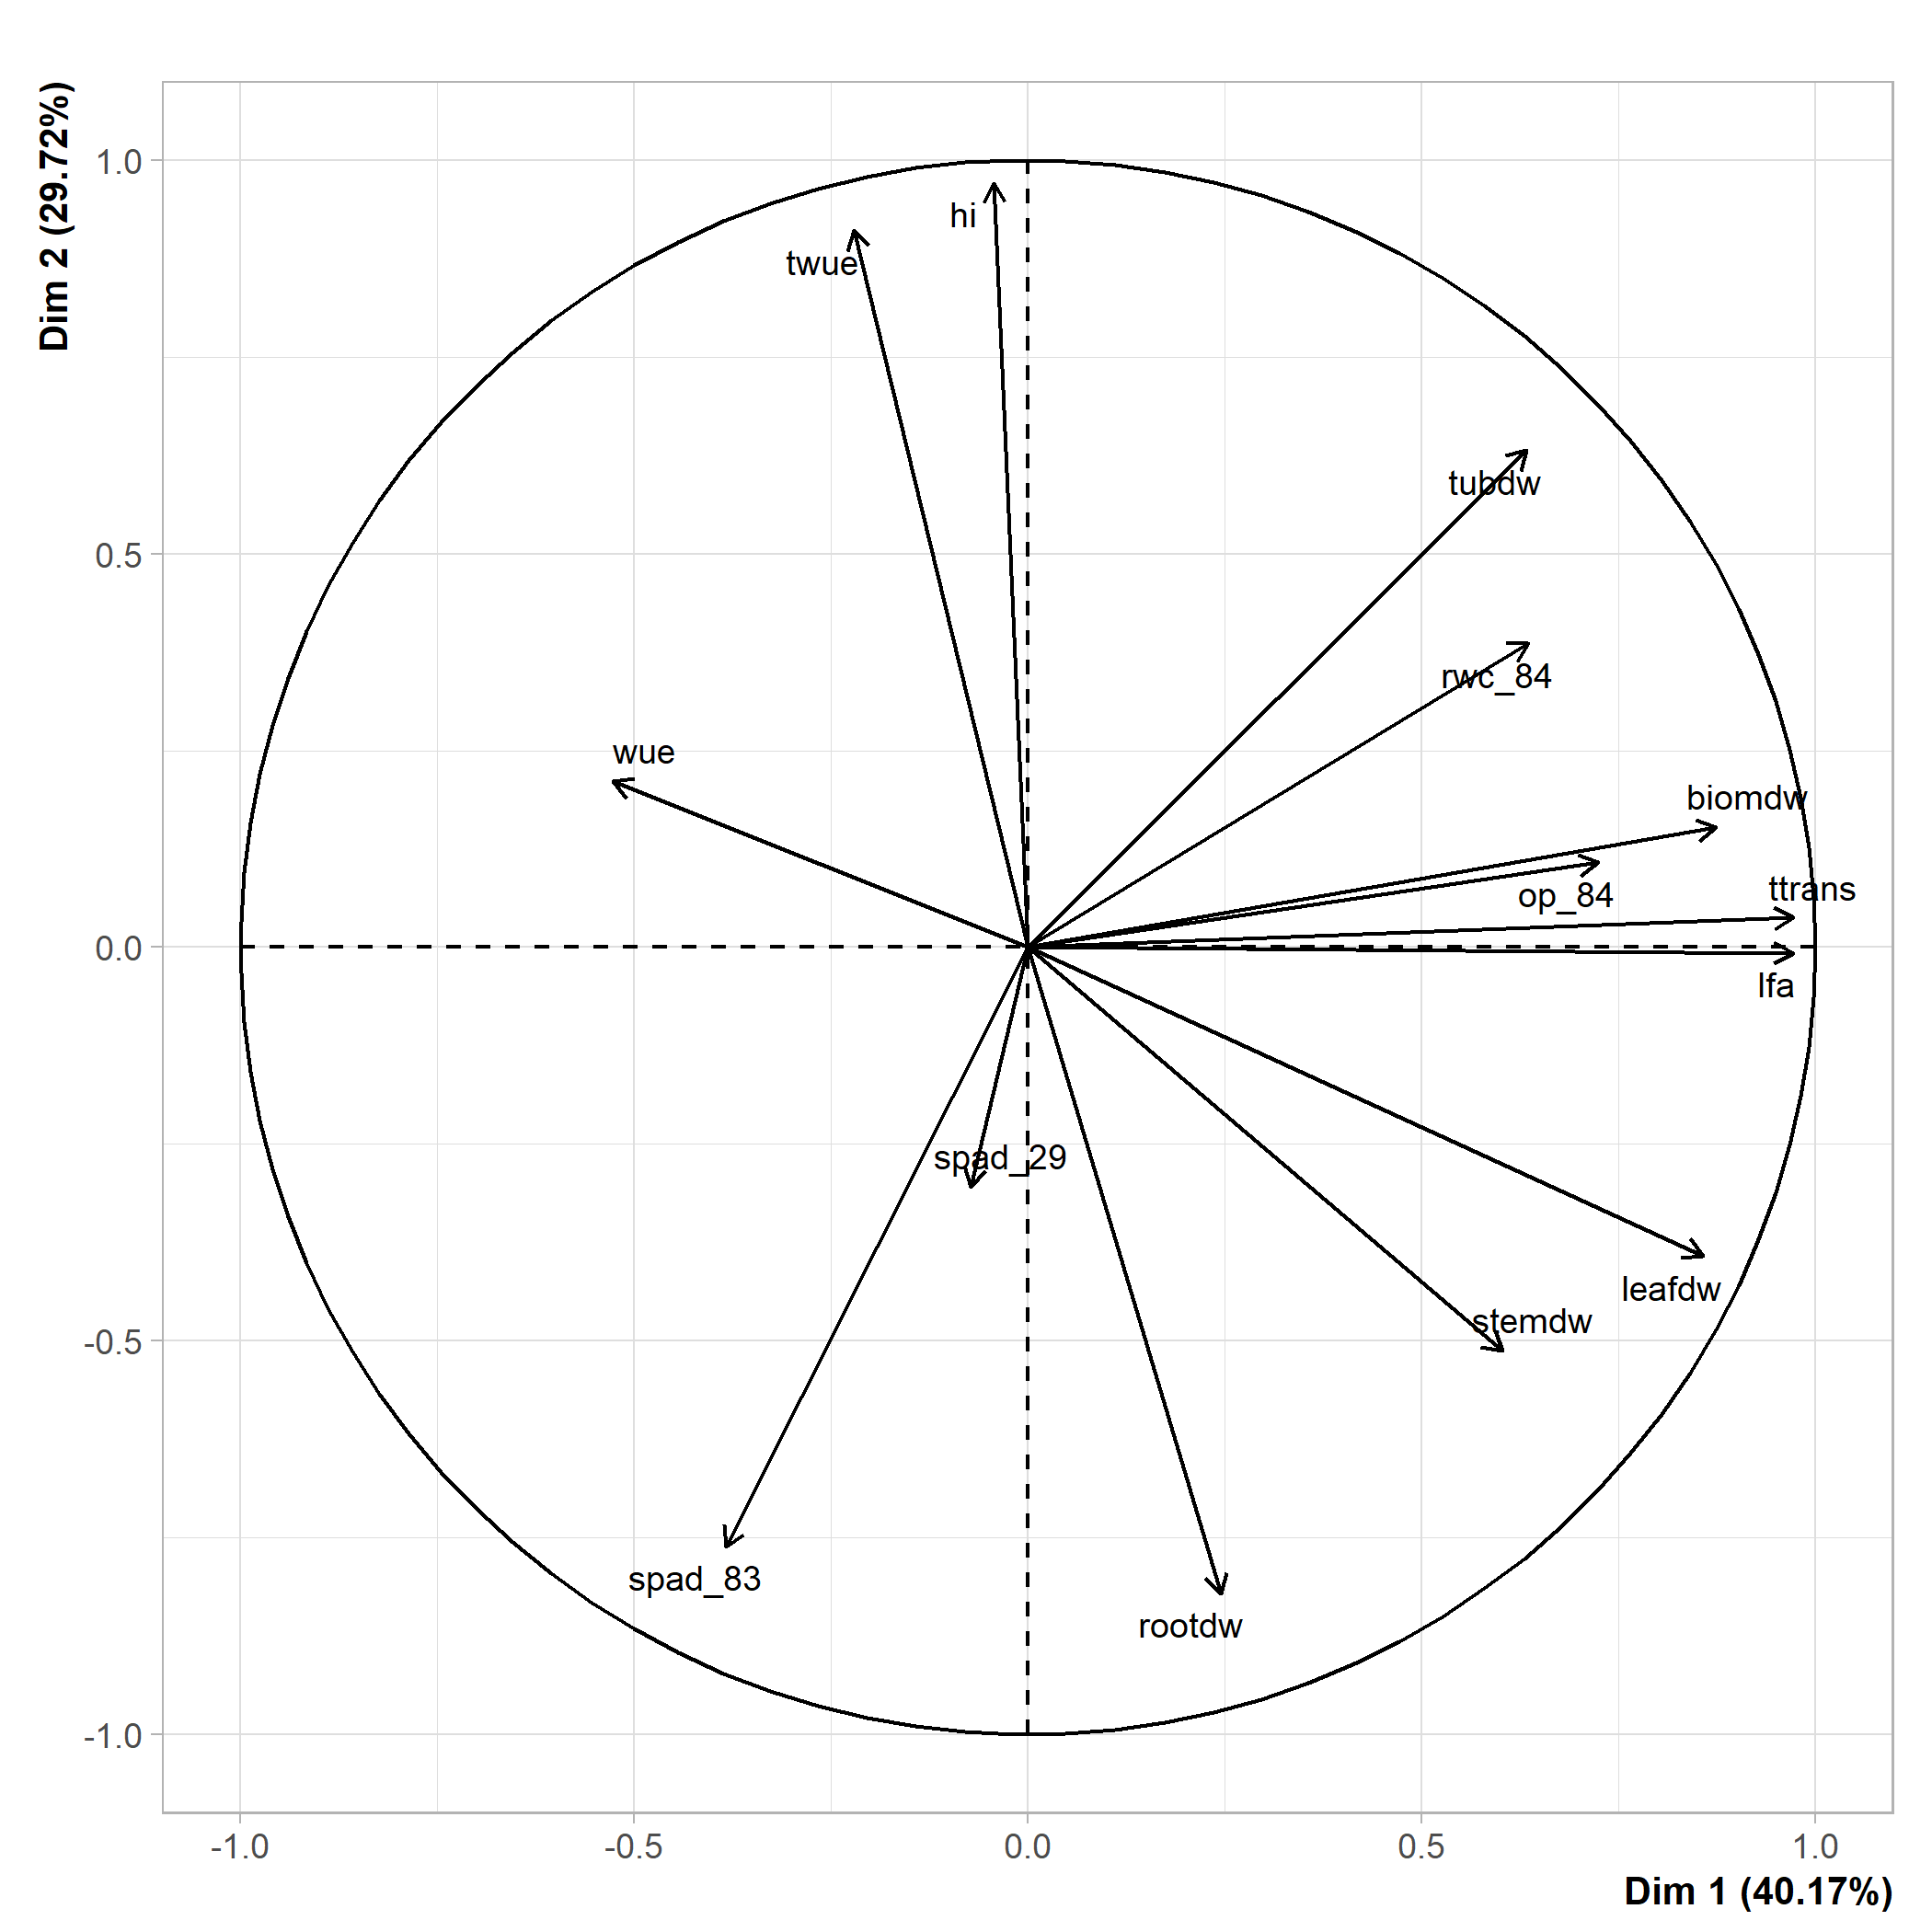 Dim 2 (29.72%)
1.0
0.5
0.0
-0.5
-1.0
hi
twue
tubdw
rwc_84
wue
biomdw
op_84
ttrans
lfa
spad_29
leafdw
stemdw
spad_83
rootdw
-1.0 -0.5 0.0 0.5 1.0
Dim 1 (40.17%)